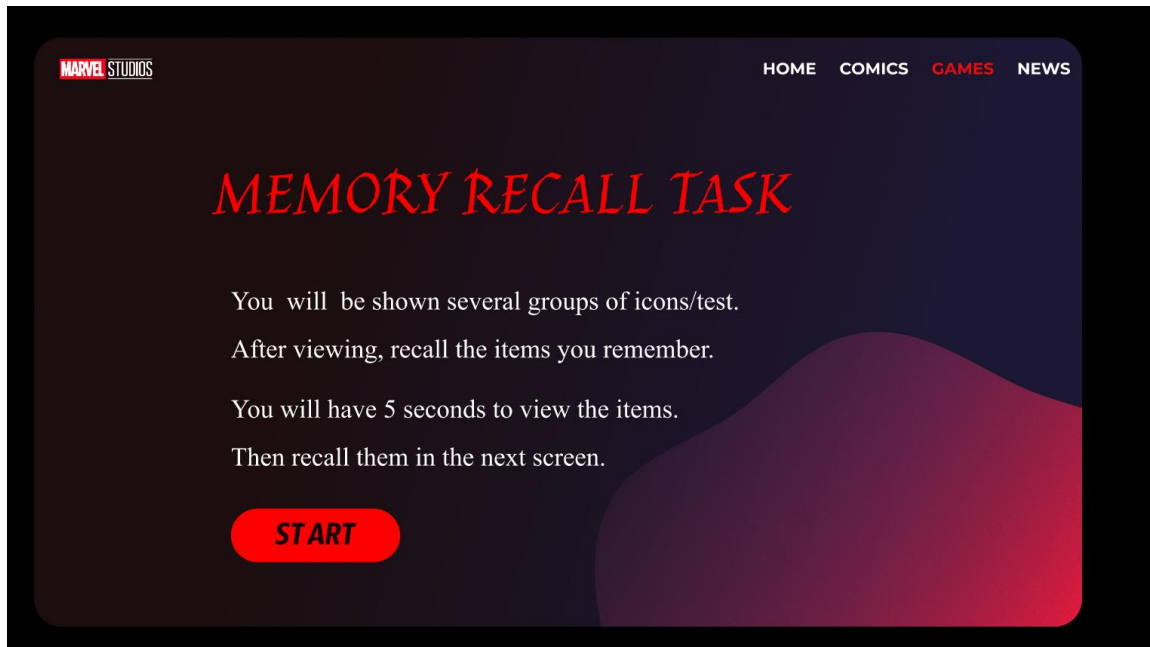 MARVEL STUDIOS
HOME COMICS GAMES NEWS
MEMORY RECALL TASK
You will be shown several groups of icons/test.
After viewing, recall the items you remember.
You will have 5 seconds to view the items.
Then recall them in the next screen.
START